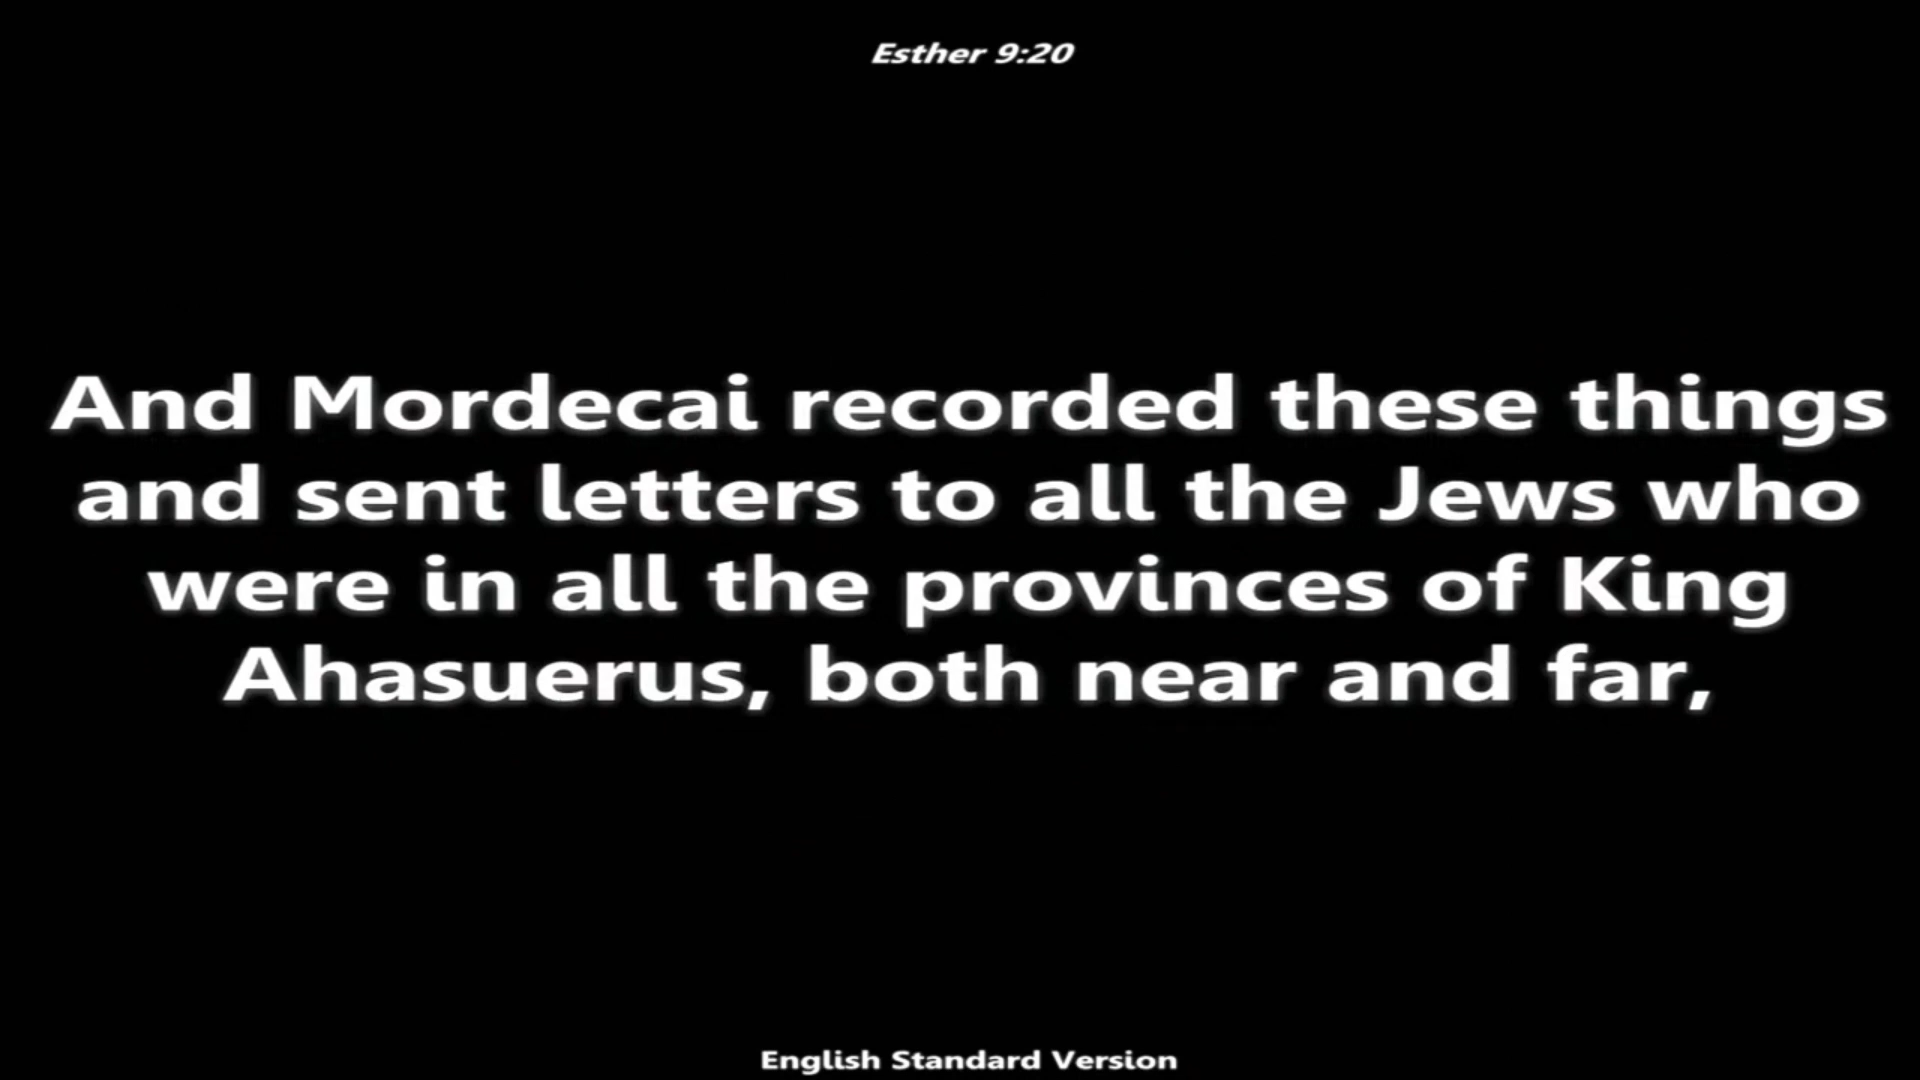 Esther 9:20
And Mordecai recorded these things
and sent letters to all the Jews who
were in all the provinces of King
Ahasuerus, both near and far,
English Standard Version